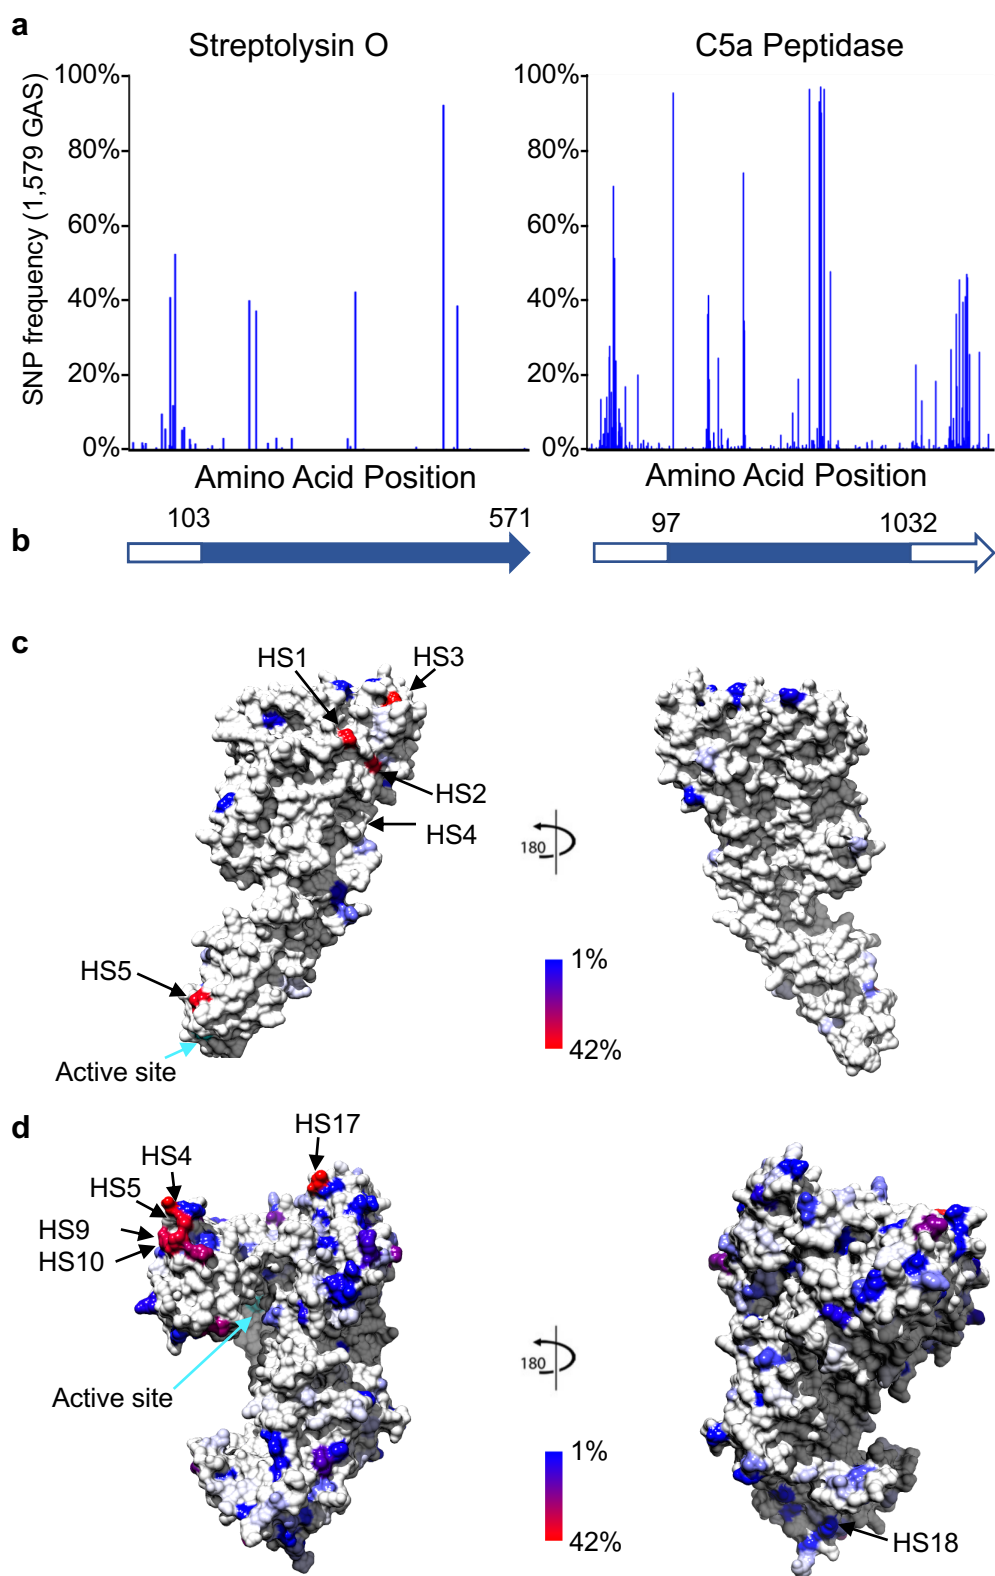 a
Streptolysin O
C5a Peptidase
SNP frequency (1,579 GAS)
100%
80%
60%
40%
20%
0%
100%
80%
60%
40%
20%
0%
Amino Acid Position
Amino Acid Position
b
103
571
97
1032
c
HS1
HS3
HS2
HS4
HS5
Active site
180
1%
42%
d
HS17
HS4
HS5
HS9
HS10
Active site
180
1%
42%
HS18